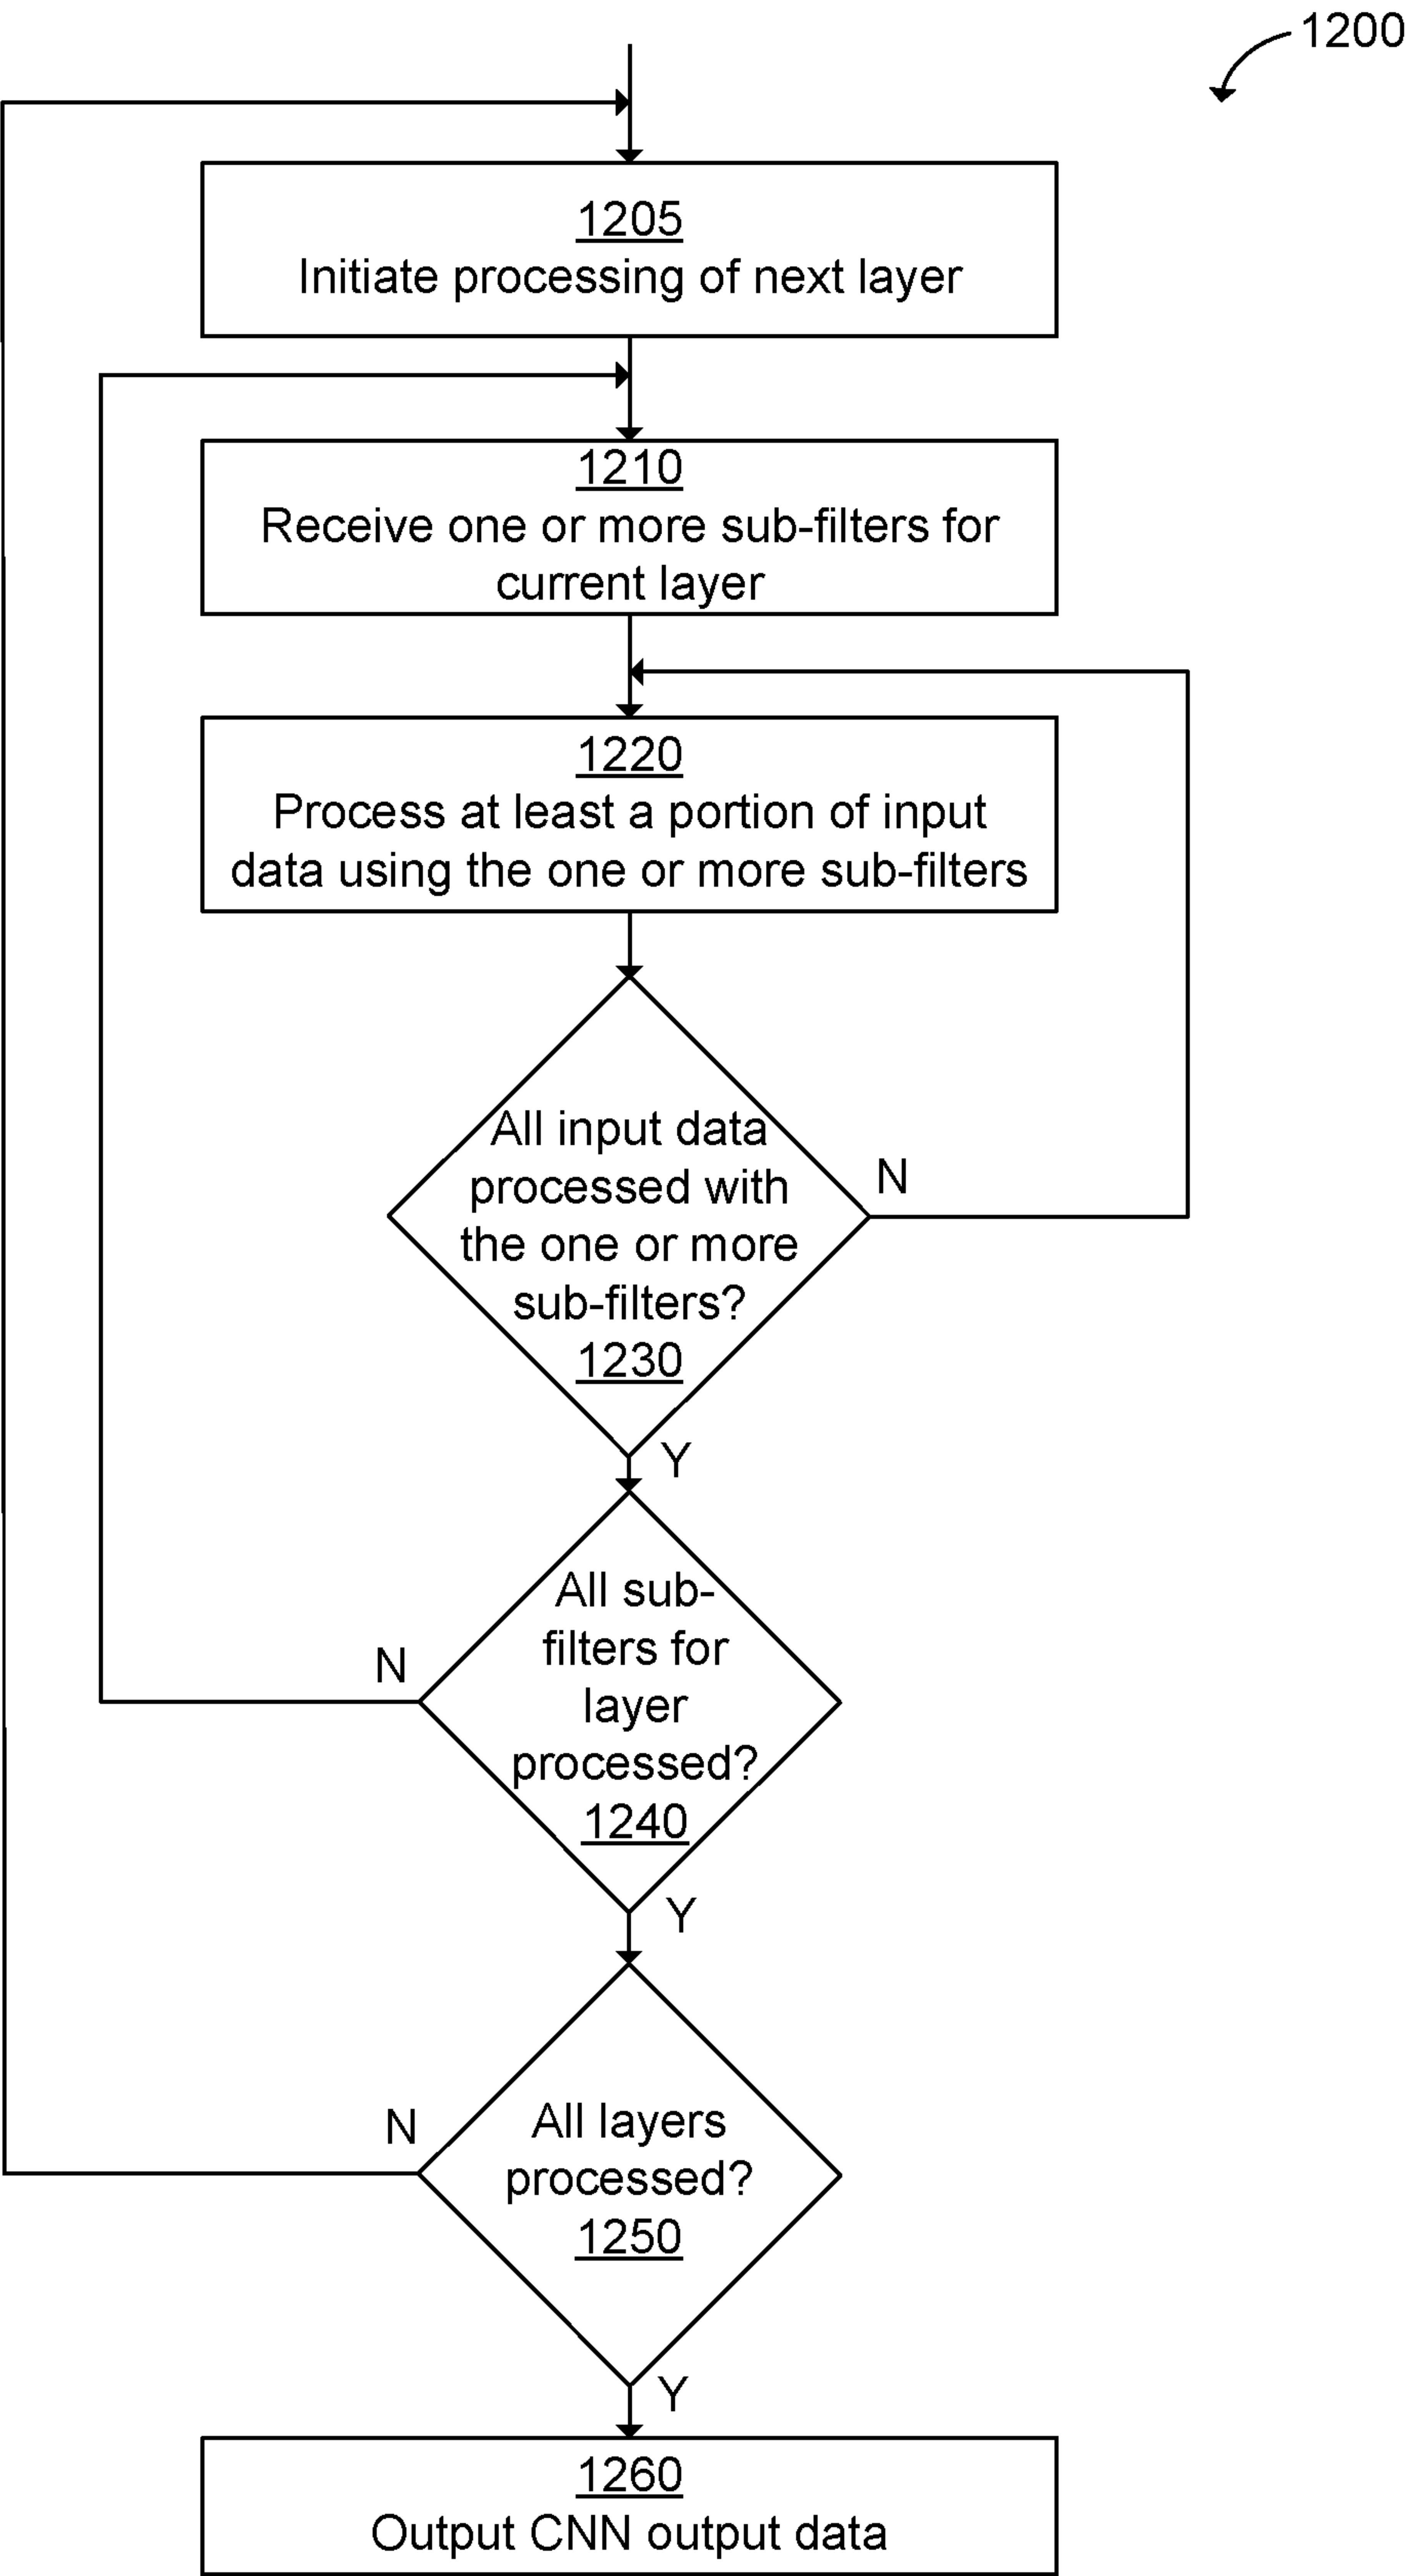 1200
1205
Initiate processing of next layer
1210
Receive one or more sub-filters for
current layer
1220
Process at least a portion of input
data using the one or more sub-filters
All input data
processed with
the one or more
sub-filters?
1230
N
Y
All sub-
filters for
layer
processed?
1240
N
Y
All layers
processed?
1250
N
Y
1260
Output CNN output data